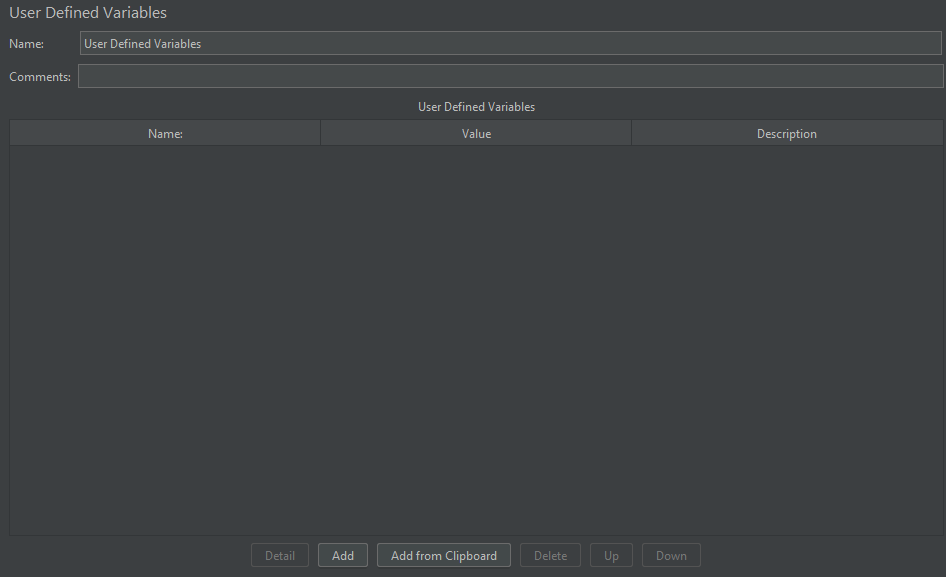 User Defined Variables
Name: User Defined Variables
Comments:
User Defined Variables
Name: Value Description
Detail Add Add from Clipboard Delete Up Down